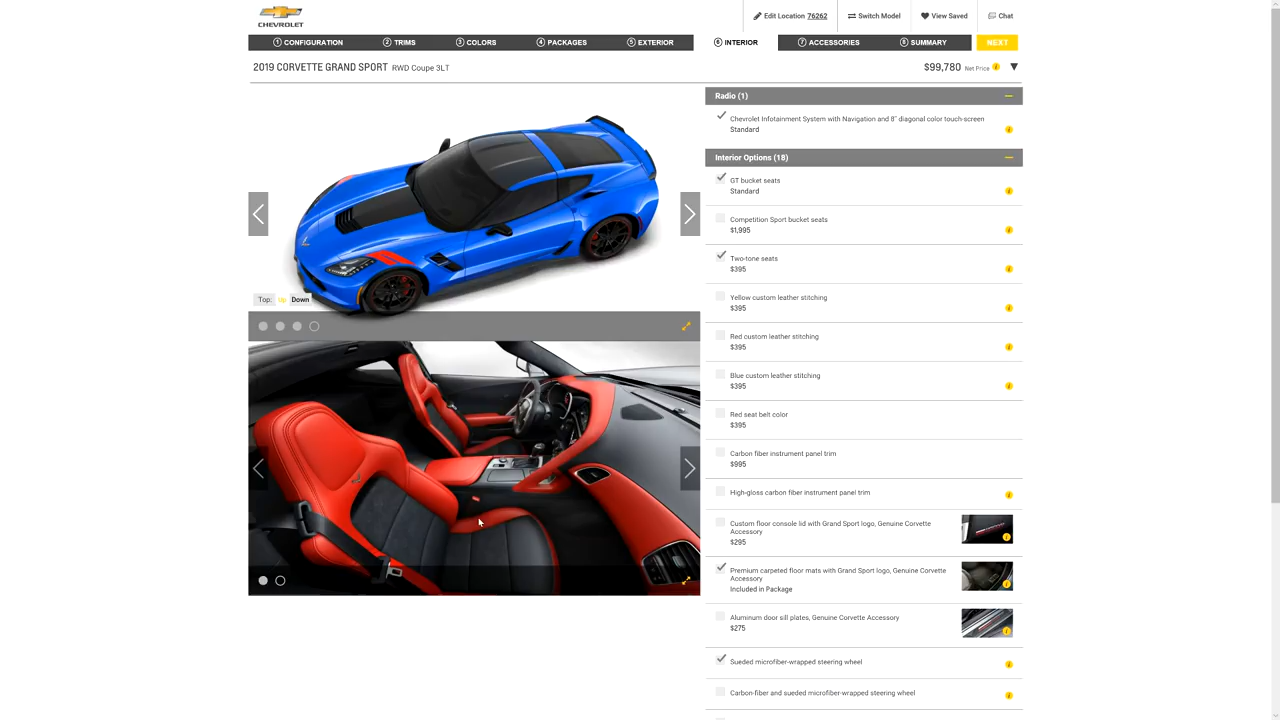 CHEVROLET
Edit Location 76262
Switch Model
View Saved
Chat
1 CONFIGURATION
2 TRIMS
3 COLORS
4 PACKAGES
5 EXTERIOR
6 INTERIOR
7 ACCESSORIES
8 SUMMARY
NEXT
2019 CORVETTE GRAND SPORT RWD Coupe 3LT
$99,780 Net Price
Top: Up Down
Radio (1)
Chevrolet Infotainment System with Navigation and 8" diagonal color touch-screen
Standard
Interior Options (18)
GT bucket seats
Standard
Competition Sport bucket seats
$1,995
Two-tone seats
$395
Yellow custom leather stitching
$395
Red custom leather stitching
$395
Blue custom leather stitching
$395
Red seat belt color
$395
Carbon fiber instrument panel trim
$995
High-gloss carbon fiber instrument panel trim
Custom floor console lid with Grand Sport logo, Genuine Corvette
Accessory
$295
Premium carpeted floor mats with Grand Sport logo, Genuine Corvette
Accessory
Included in Package
Aluminum door sill plates, Genuine Corvette Accessory
$275
Sueded microfiber-wrapped steering wheel
Carbon-fiber and sueded microfiber-wrapped steering wheel